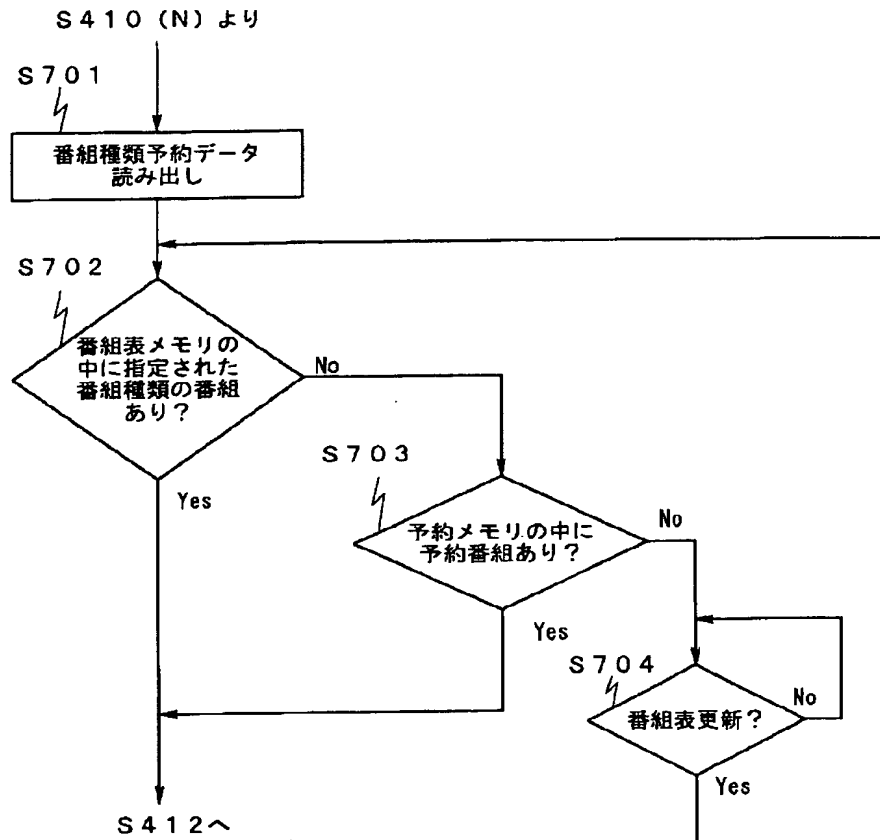 S410(N)より
S701
番組種類予約データ
読み出し
S702
番組表メモリの
中に指定された
番組種類の番組
あり?
No
Yes
S703
予約メモリの中に
予約番組あり?
No
Yes
S704
番組表更新?
No
Yes
S412へ